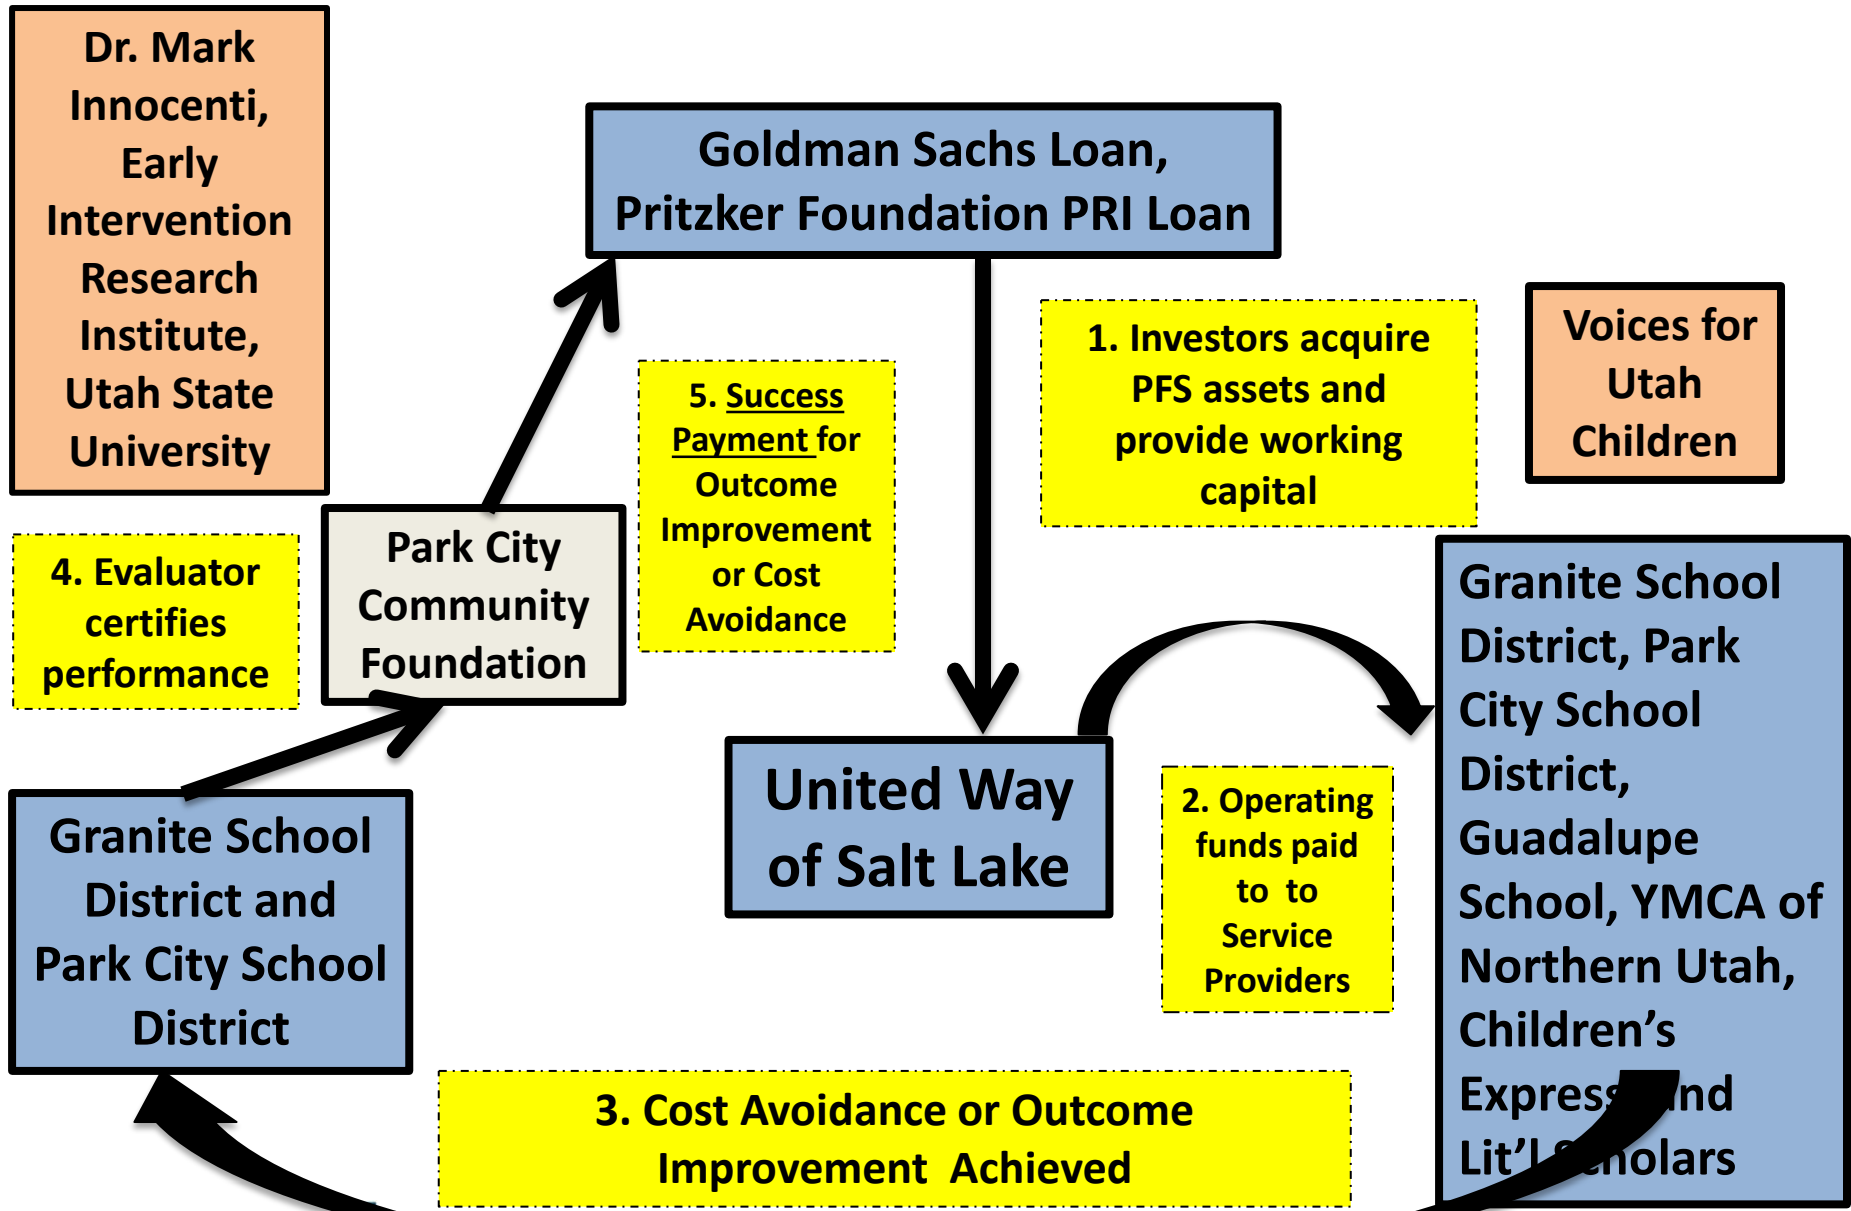 Dr. Mark
Innocenti,
Early
Intervention
Research
Institute,
Utah State
University
Goldman Sachs Loan,
Pritzker Foundation PRI Loan
1. Investors acquire
PFS assets and
provide working
capital
Voices for
Utah
Children
5. Success
Payment for
Outcome
Improvement
or Cost
Avoidance
4. Evaluator
certifies
performance
Park City
Community
Foundation
Granite School
District and
Park City School
District
United Way
of Salt Lake
2. Operating
funds paid
to to
Service
Providers
Granite School
District, Park
City School
District,
Guadalupe
School, YMCA of
Northern Utah,
Children’s
Express and
Lit’l Scholars
3. Cost Avoidance or Outcome
Improvement Achieved